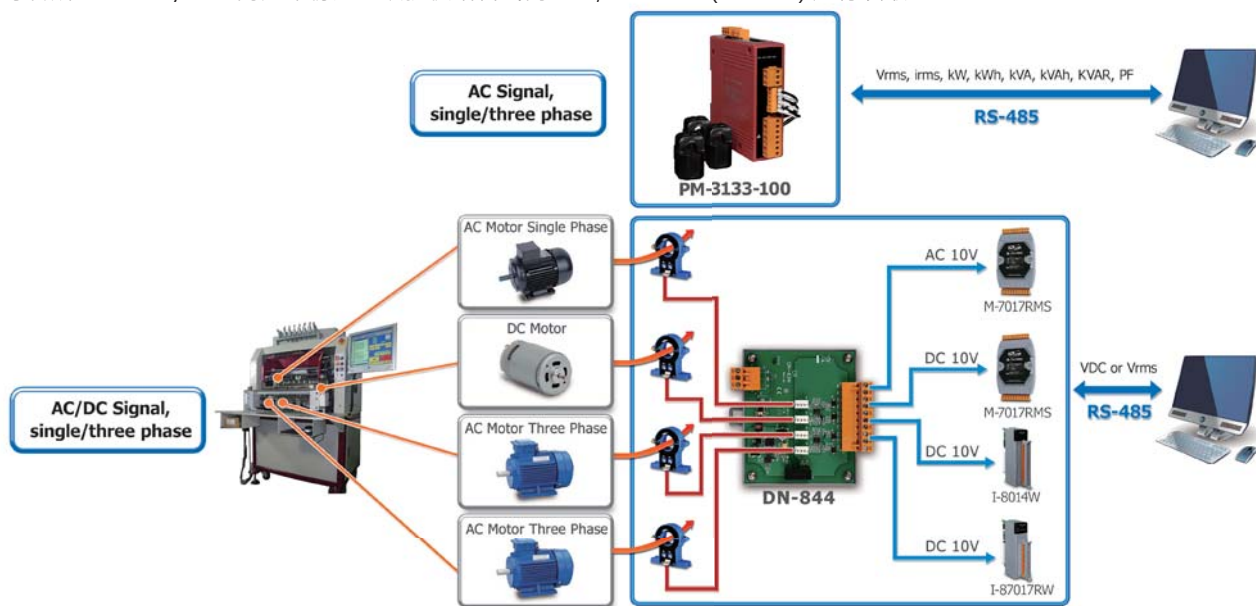 AC Signal,
single/three phase
PM-3133-100
Vrms, irms, kW, kWh, kVA, kVAh, KVAR, PF
RS-485
AC Motor Single Phase
DC Motor
AC Motor Three Phase
AC Motor Three Phase
AC/DC Signal,
single/three phase
DN-844
AC 10V
M-7017RMS
DC 10V
M-7017RMS
DC 10V
I-8014W
DC 10V
I-87017RW
VDC or Vrms
RS-485